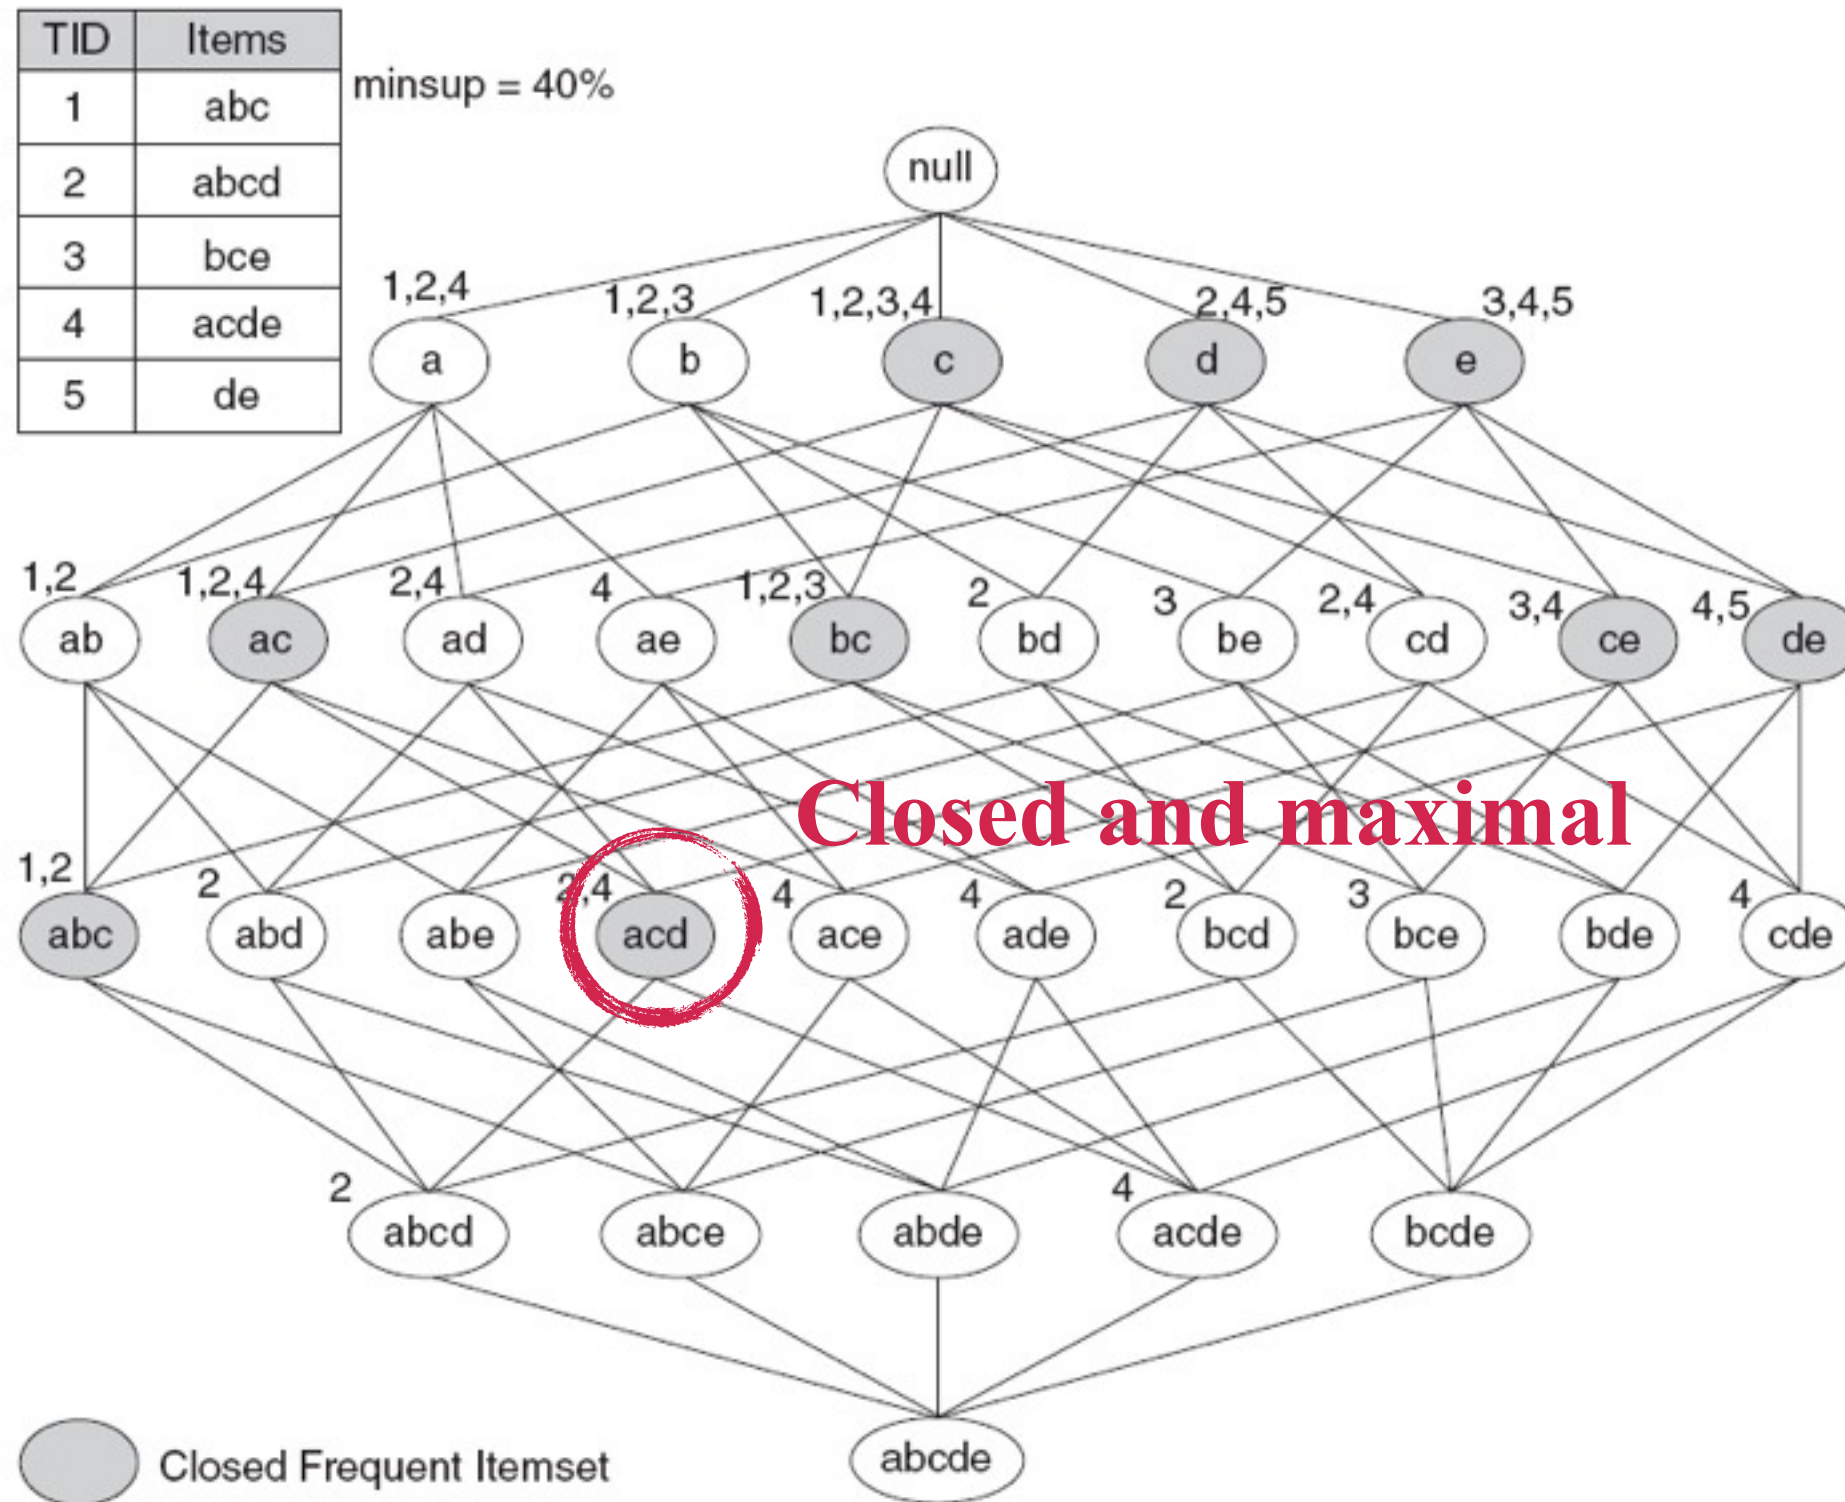 TID Items
1 abc
2 abcd
3 bce
4 acde
5 de
minsup = 40%
null
1,2,4 1,2,3 1,2,3,4 2,4,5 3,4,5
a b c d e
1,2 1,2,4 2,4 4 1,2,3 2 3 2,4 3,4 4,5
ab ac ad ae bc bd be cd ce de
Closed and maximal
1,2 2 2,4 4 4 2 3 4
abc abd abe acd ace ade bcd bce bde cde
2 4
abcd abce abde acde bcde
abcde
Closed Frequent Itemset